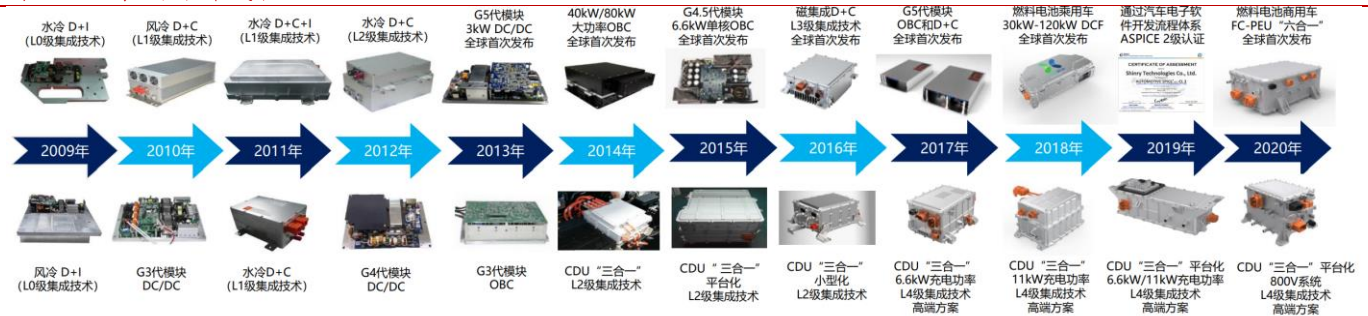 水冷 D+I
(L0级集成技术)
风冷 D+C
(L1级集成技术)
水冷 D+C+I
(L1级集成技术)
水冷 D+C
(L2级集成技术)
G5代模块
3kW DC/DC
全球首次发布
40kW/80kW
大功率OBC
全球首次发布
G4.5代模块
6.6kW单核OBC
全球首次发布
磁集成D+C
L3级集成技术
全球首次发布
G5代模块
OBC和D+C
全球首次发布
燃料电池乘用车
30kW-120kW DCF
全球首次发布
通过汽车电子软
件开发流程体系
ASPICE 2级认证
燃料电池商用车
FC-PEU“六合一”
全球首次发布
CERTIFICATE OF ASSESSMENT
Shinry Technologies Co., Ltd.
2009年
2010年
2011年
2012年
2013年
2014年
2015年
2016年
2017年
2018年
2019年
2020年
风冷 D+I
(L0级集成技术)
G3代模块
DC/DC
水冷D+C
(L1级集成技术)
G4代模块
DC/DC
G3代模块
OBC
CDU“三合一”
L2级集成技术
CDU“ 三合一”
平台化
L2级集成技术
CDU“三合一”
小型化
L2级集成技术
CDU“三合一”
6.6kW充电功率
L4级集成技术
高端方案
CDU“三合一”
11kW充电功率
L4级集成技术
高端方案
CDU“三合一” 平台化
6.6kW/11kW充电功率
L4级集成技术
高端方案
CDU“三合一” 平台化
800V系统
L4级集成技术
高端方案